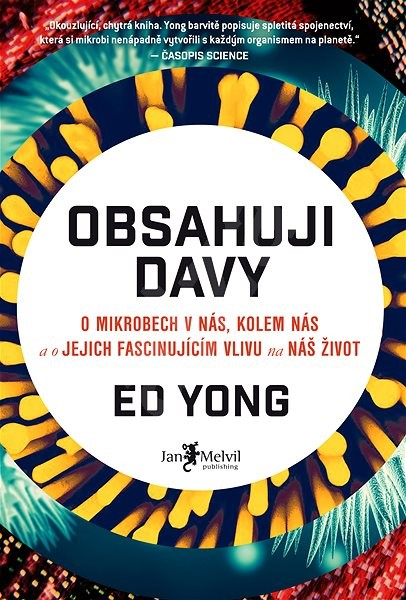 „Okouzlující, chytrá kniha. Yong barvitě popisuje spletitá spojenectví,
která si mikrobi nenápadně vytvořili s každým organismem na planetě.“
— ČASOPIS SCIENCE
OBSAHUJI
DAVY
O MIKROBECH V NÁS, KOLEM NÁS
a o JEJICH FASCINUJÍCÍM VLIVU na NÁŠ ŽIVOT
ED YONG
Jan Melvil
publishing